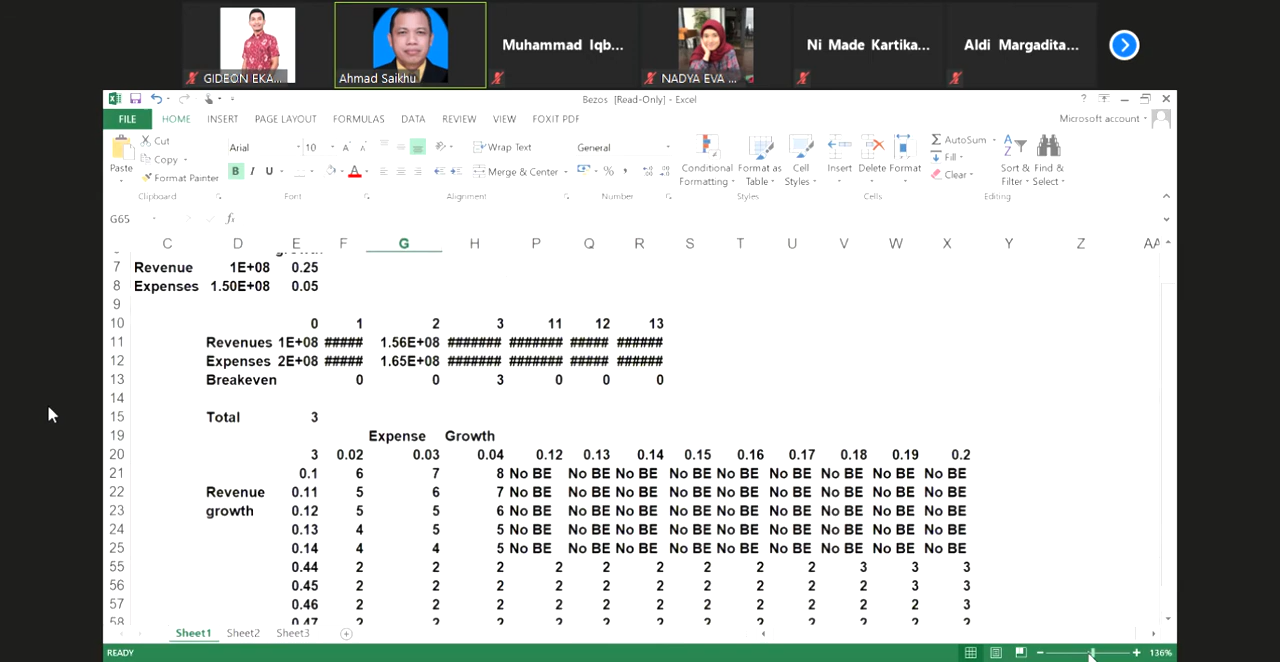 GIDEON EKA...
Ahmad Saikhu
Muhammad Iqb...
NADYA EVA ...
Ni Made Kartika...
Aldi Margadita...
Bezos [Read-Only] - Excel
?
FILE HOME INSERT PAGE LAYOUT FORMULAS DATA REVIEW VIEW FOXIT PDF Microsoft account
Paste
Cut
Copy
Format Painter
Clipboard
Arial 10
B I U
Font
Wrap Text
Merge & Center
Alignment
General
%
Number
Conditional Formatting
Format as Table
Cell Styles
Styles
Insert Delete Format
Cells
AutoSum
Fill
Clear
Sort & Filter
Find & Select
Editing
G65 fx
C D E F G H P Q R S T U V W X Y Z AA
7 Revenue 1E+08 0.25
8 Expenses 1.50E+08 0.05
9
10 0 1 2 3 11 12 13
11 Revenues 1E+08 ##### 1.56E+08 ####### ####### ##### ######
12 Expenses 2E+08 ##### 1.65E+08 ####### ####### ##### ######
13 Breakeven 0 0 3 0 0 0
14
15 Total 3
19 Expense Growth
20 3 0.02 0.03 0.04 0.12 0.13 0.14 0.15 0.16 0.17 0.18 0.19 0.2
21 0.1 6 7 8 No BE No BE No BE No BE No BE No BE No BE No BE No BE
22 Revenue 0.11 5 6 7 No BE No BE No BE No BE No BE No BE No BE No BE No BE
23 growth 0.12 5 5 6 No BE No BE No BE No BE No BE No BE No BE No BE No BE
24 0.13 4 5 5 No BE No BE No BE No BE No BE No BE No BE No BE No BE
25 0.14 4 4 5 No BE No BE No BE No BE No BE No BE No BE No BE No BE
55 0.44 2 2 2 2 2 2 2 2 2 3 3 3
56 0.45 2 2 2 2 2 2 2 2 2 2 3 3
57 0.46 2 2 2 2 2 2 2 2 2 2 2 3
58 0.47 2 2 2 2 2 2 2 2 2 2 2 2
Sheet1 Sheet2 Sheet3
READY 136%